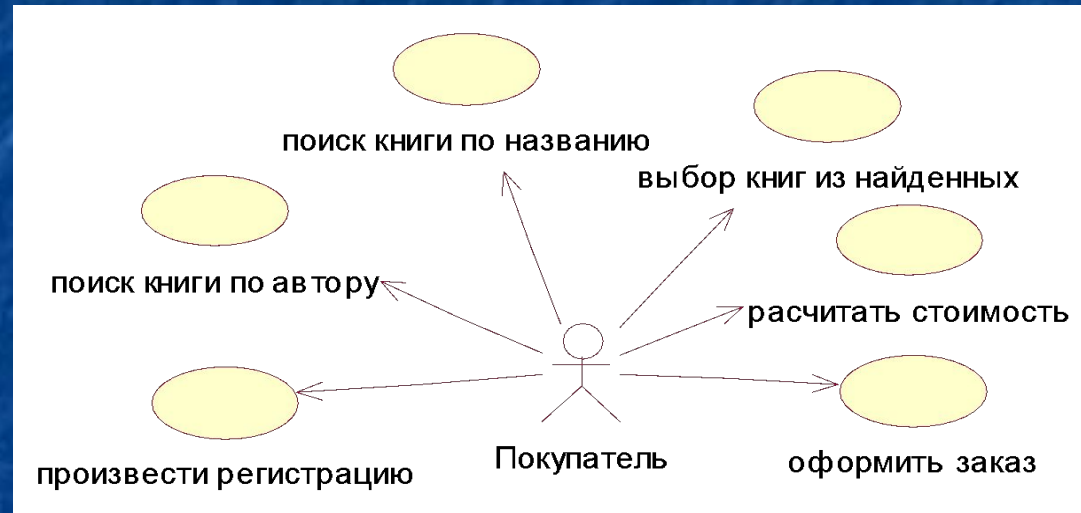 поиск книги по названию
выбор книг из найденных
поиск книги по автору
расчитать стоимость
произвести регистрацию
Покупатель
оформить заказ